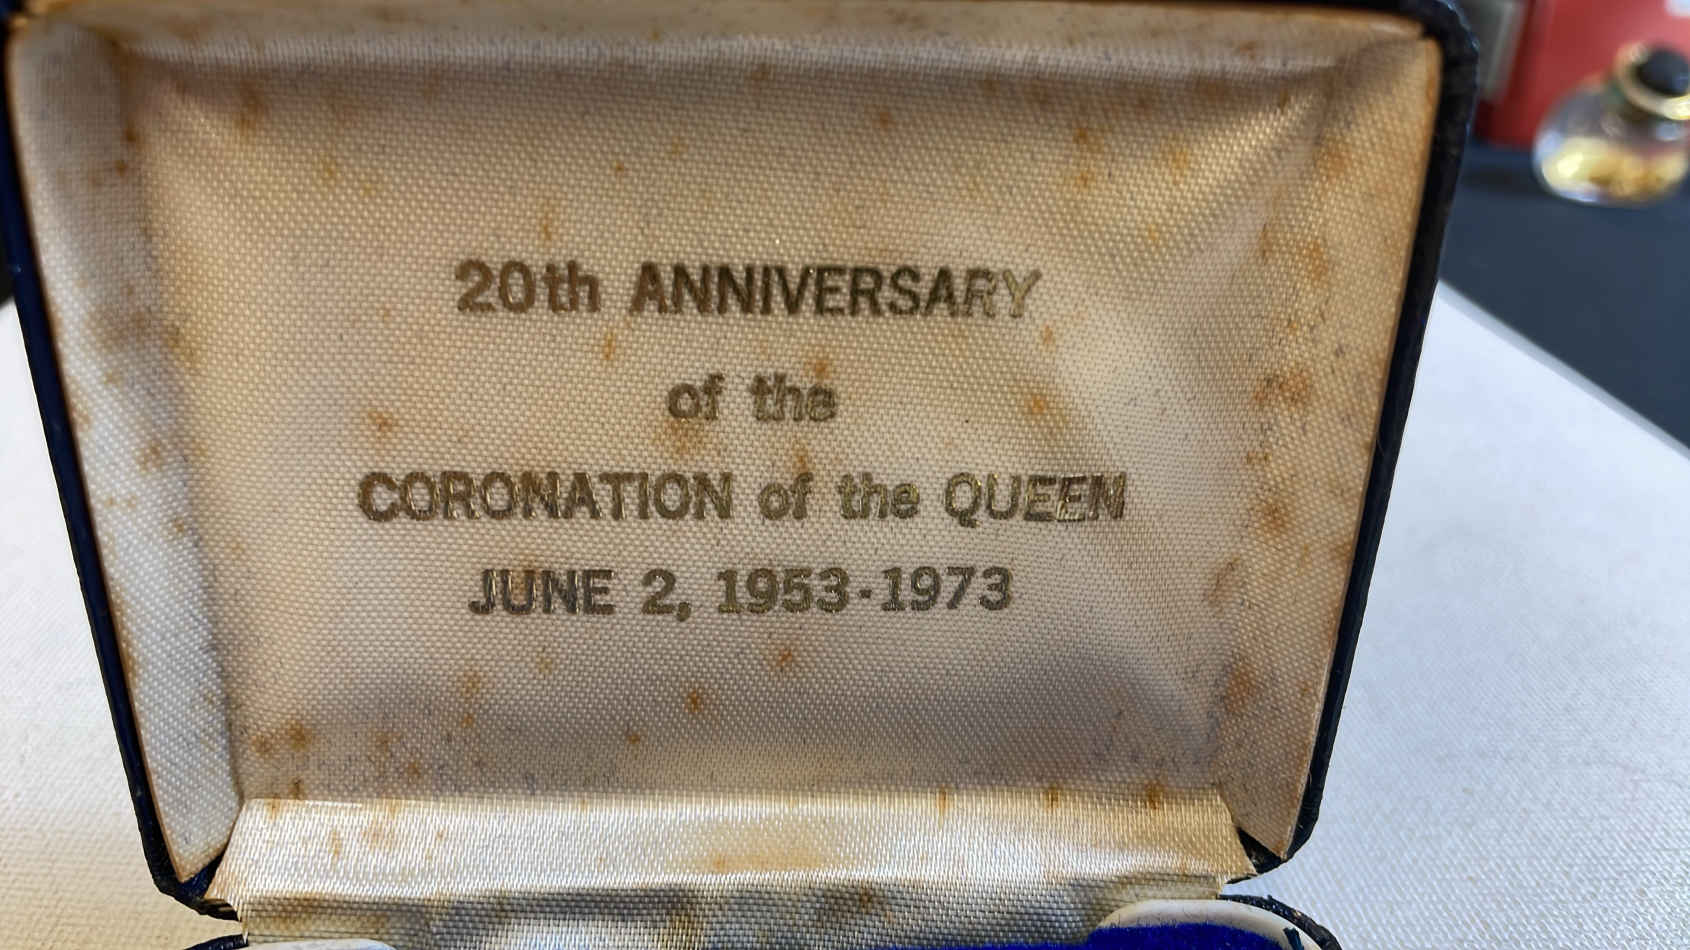 20th ANNIVERSARY
of the
CORONATION of the QUEEN
JUNE 2, 1953-1973